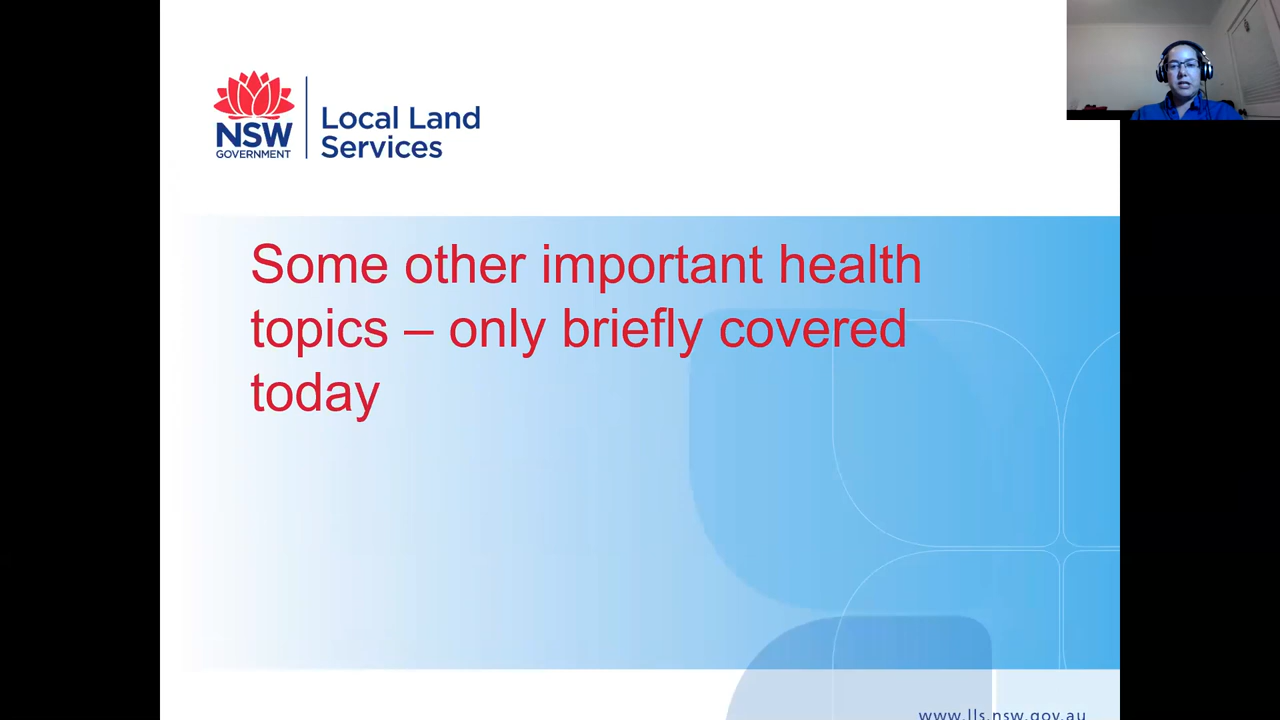 NSW
GOVERNMENT
Local Land
Services
Some other important health
topics – only briefly covered
today
www.lls.nsw.gov.au